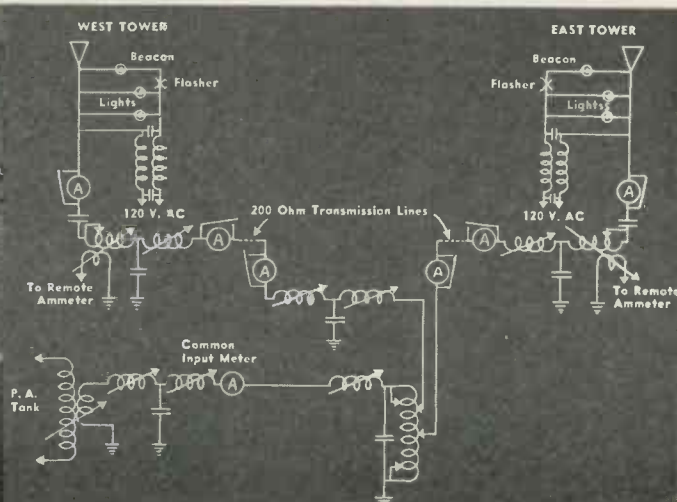 WEST TOWER
EAST TOWER
Beacon
Beacon
Flasher
Flasher
Lights
Lights
A
A
120 V. AC
200 Ohm Transmission Lines
120 V. AC
A
A
A
A
To Remote
Ammeter
To Remote
Ammeter
Common
Input Meter
P. A.
Tank
A